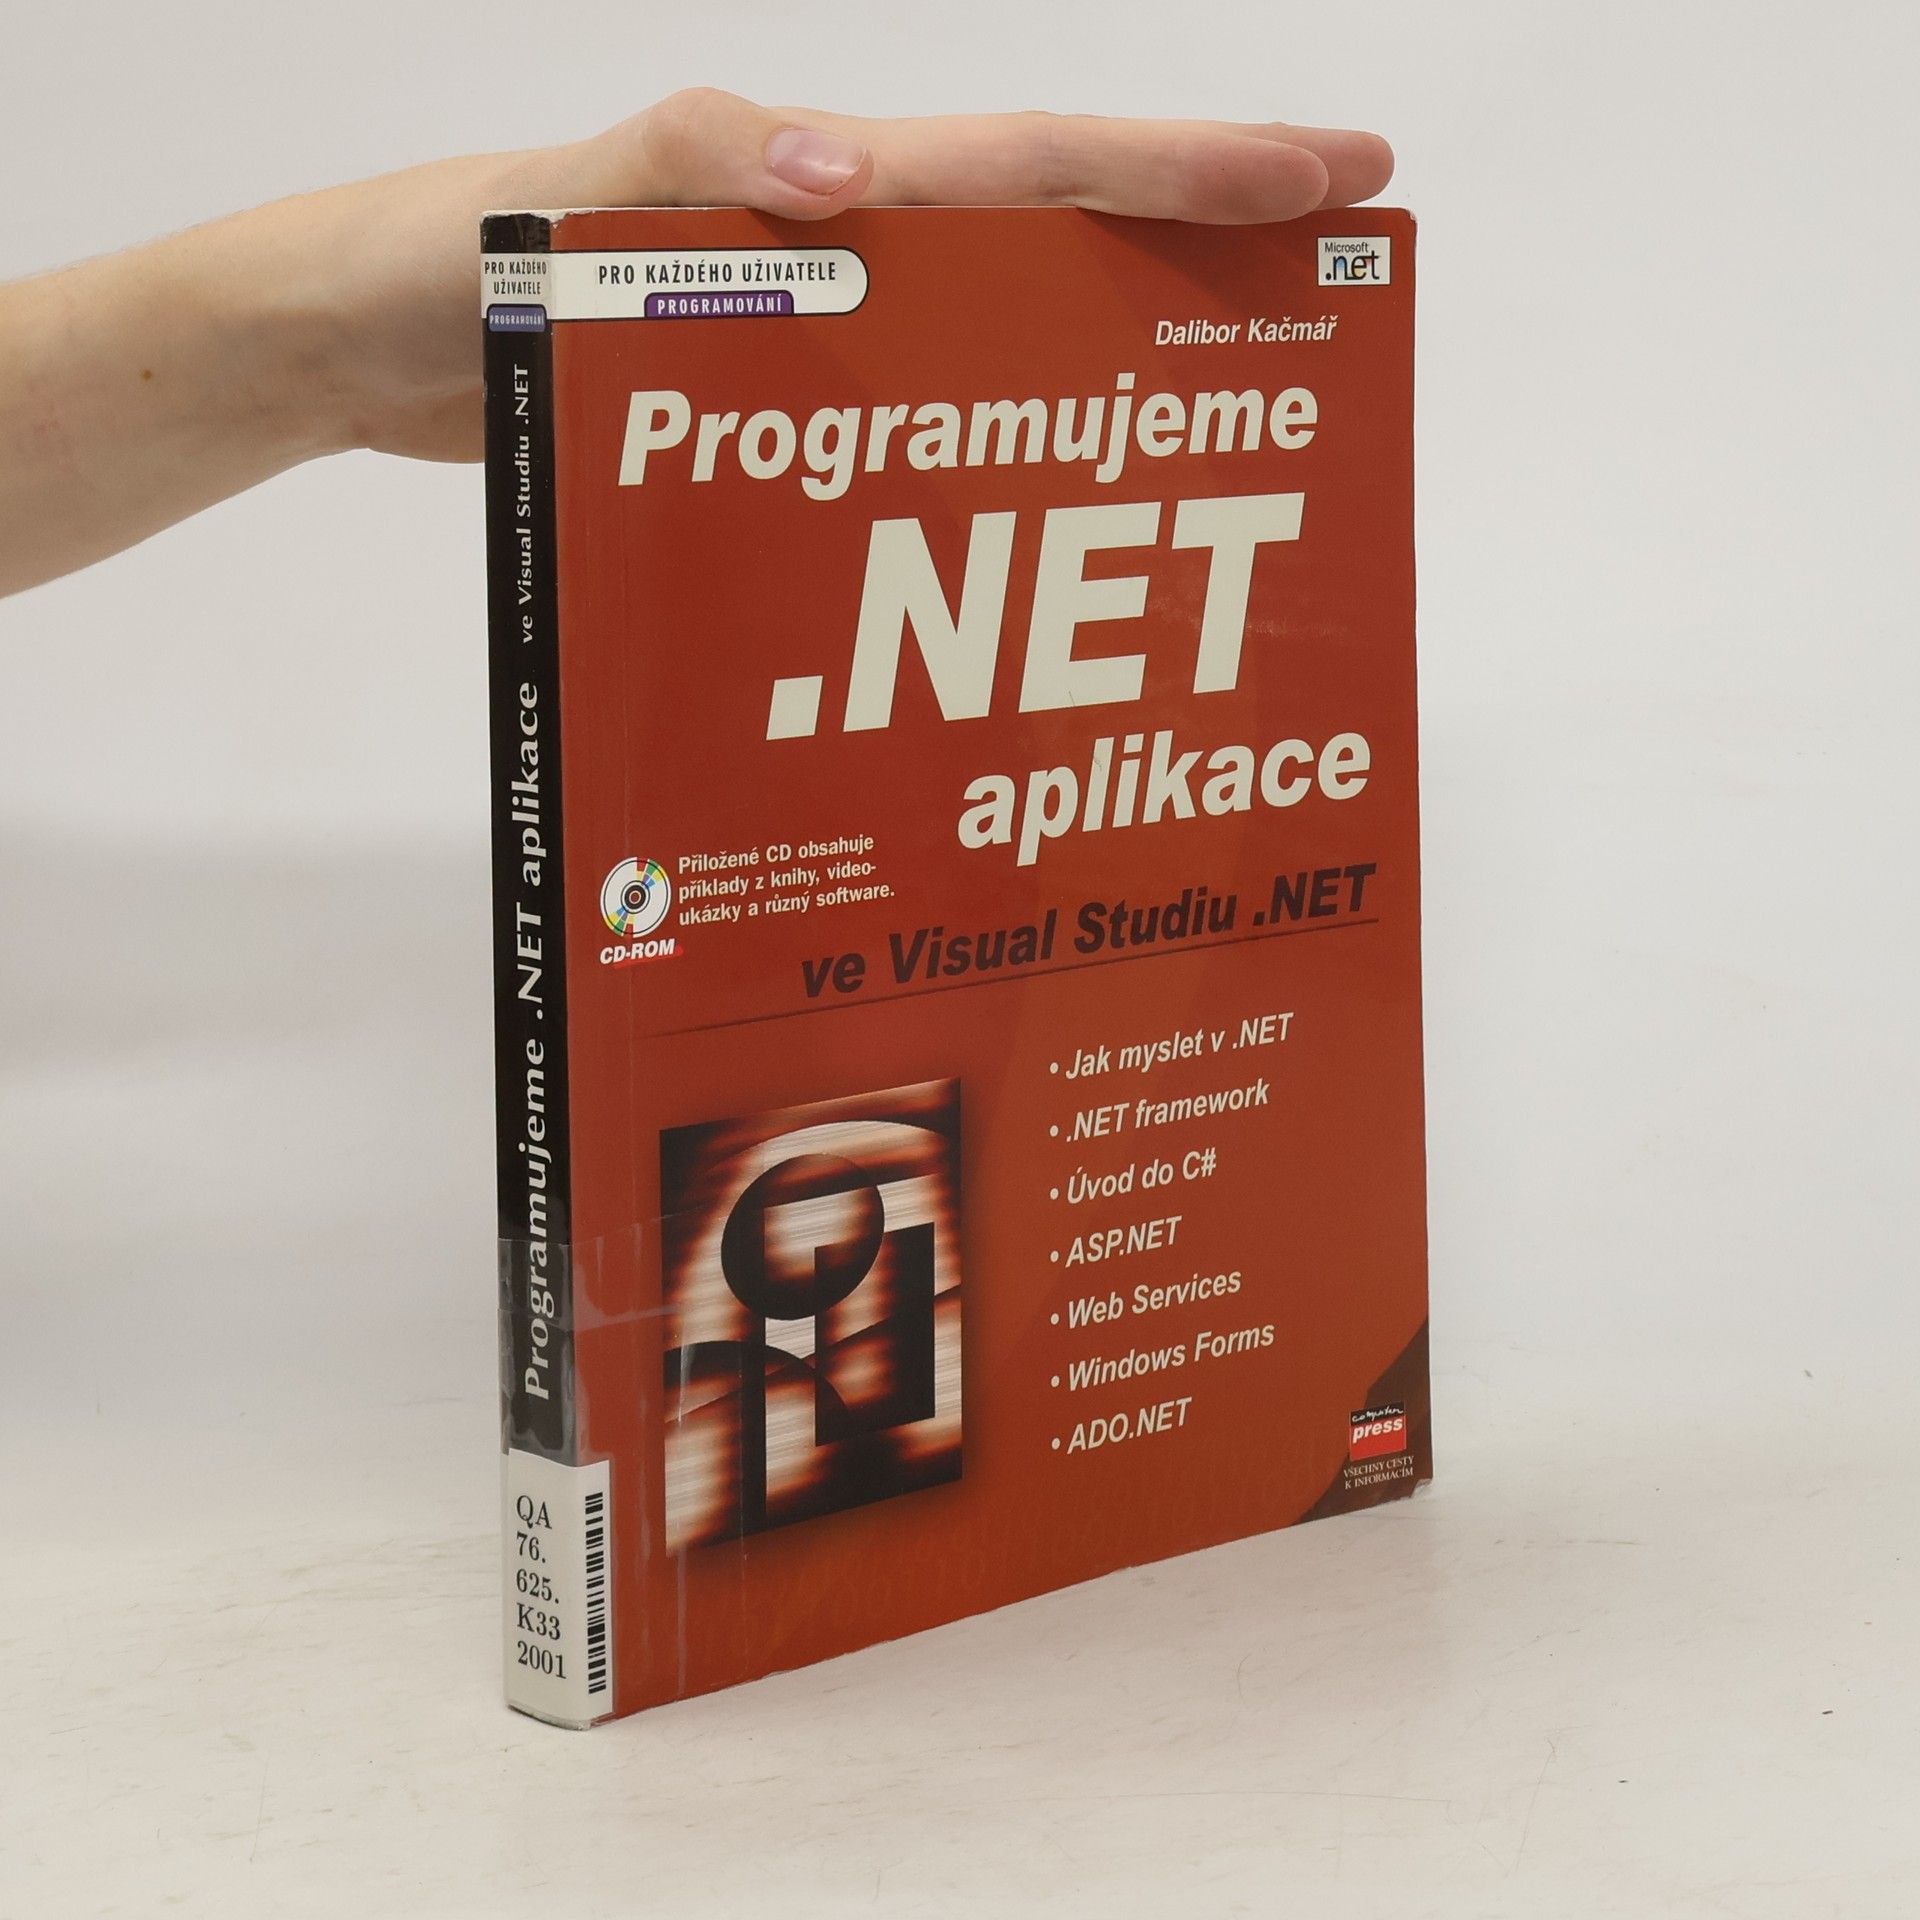 PRO KAŽDÉHO
UŽIVATELE
PROGRAMOVÁNÍ
Programujeme .NET aplikace ve Visual Studiu .NET
QA
76.
625.
K33
2001
PRO KAŽDÉHO UŽIVATELE
PROGRAMOVÁNÍ
Microsoft
.net
Dalibor Kačmář
Programujeme
.NET
aplikace
Přiložené CD obsahuje
příklady z knihy, video-
ukázky a různý software.
CD-ROM
ve Visual Studiu .NET
• Jak myslet v .NET
• .NET framework
• Úvod do C#
• ASP.NET
• Web Services
• Windows Forms
• ADO.NET
computer
press
VŠECHNY CESTY
K INFORMACÍM